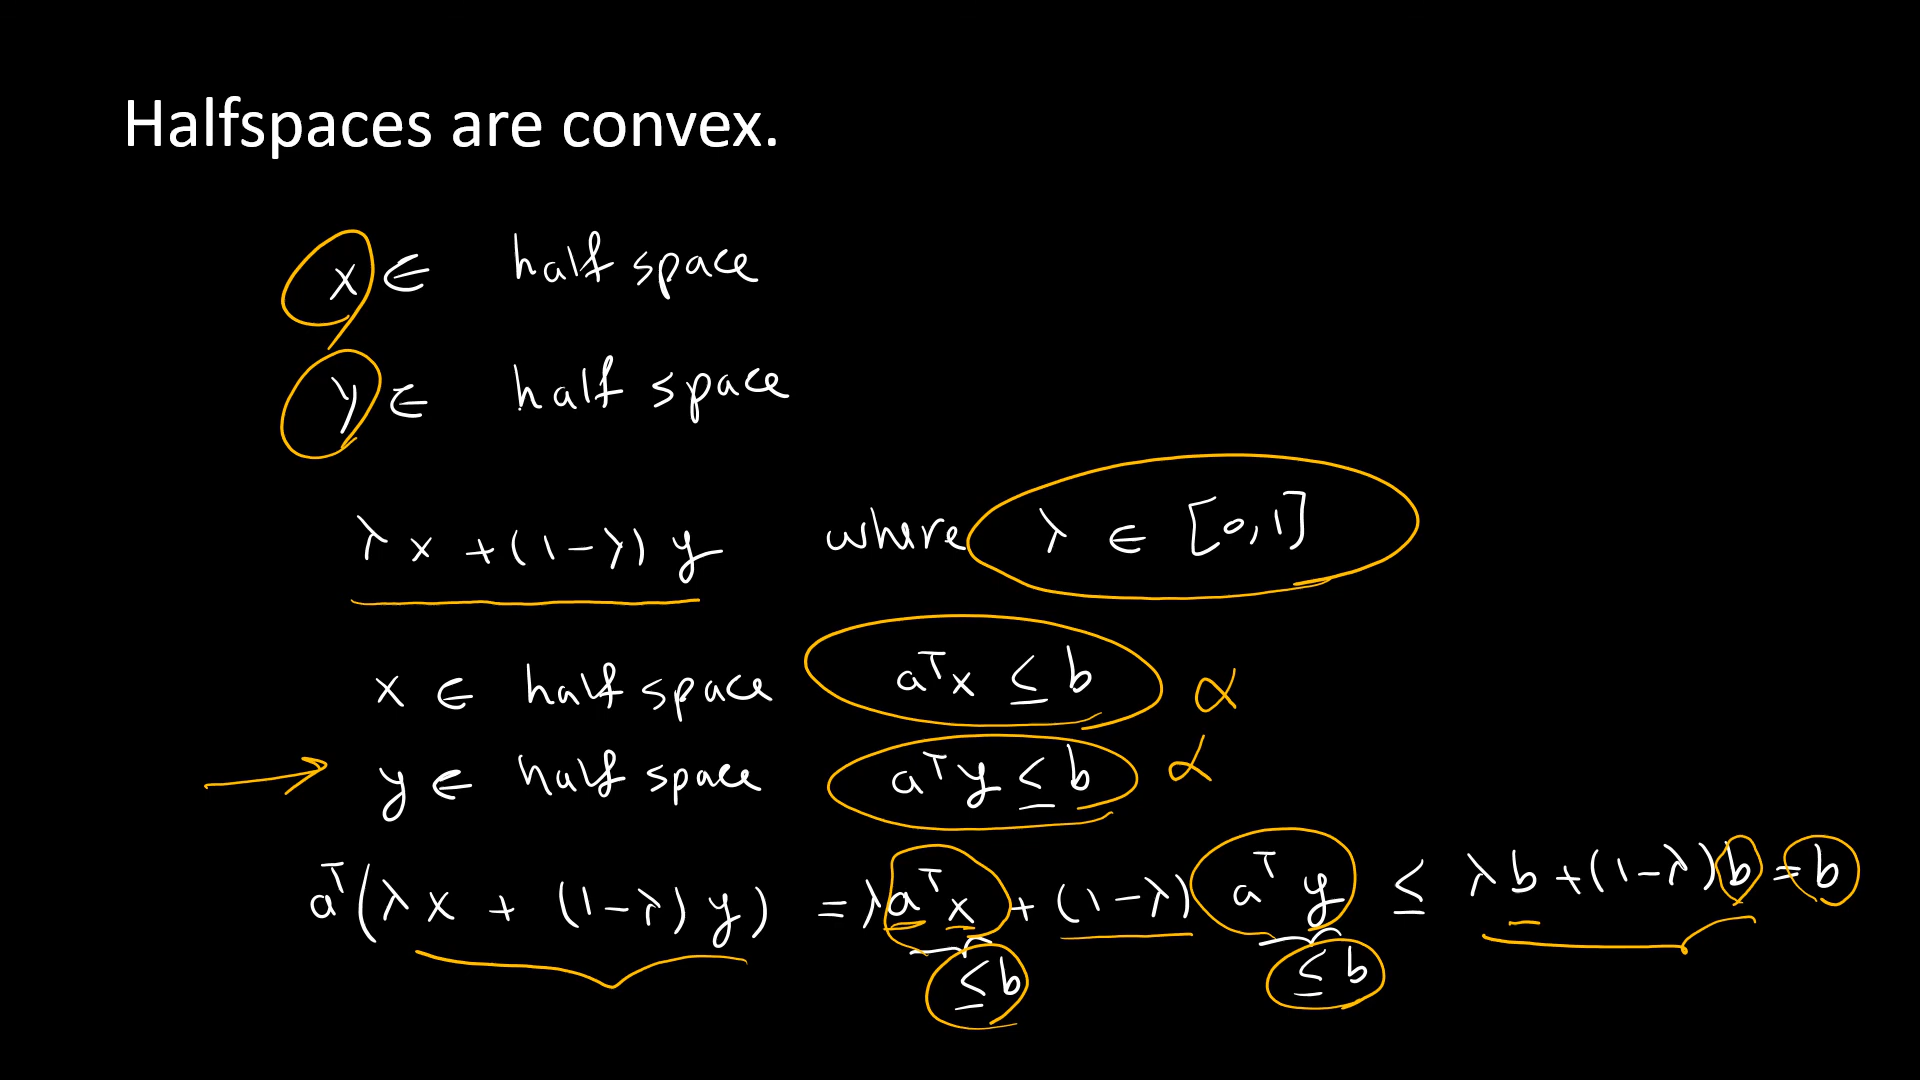 Halfspaces are convex.
x ∈ half space
y ∈ half space
λx + (1-λ) y where λ ∈ [0,1]
x ∈ half space aᵀx ≤ b α
y ∈ half space aᵀy ≤ b α
aᵀ(λx + (1-λ) y) = λaᵀx + (1-λ) aᵀy ≤ λb + (1-λ)b = b
≤ b ≤ b